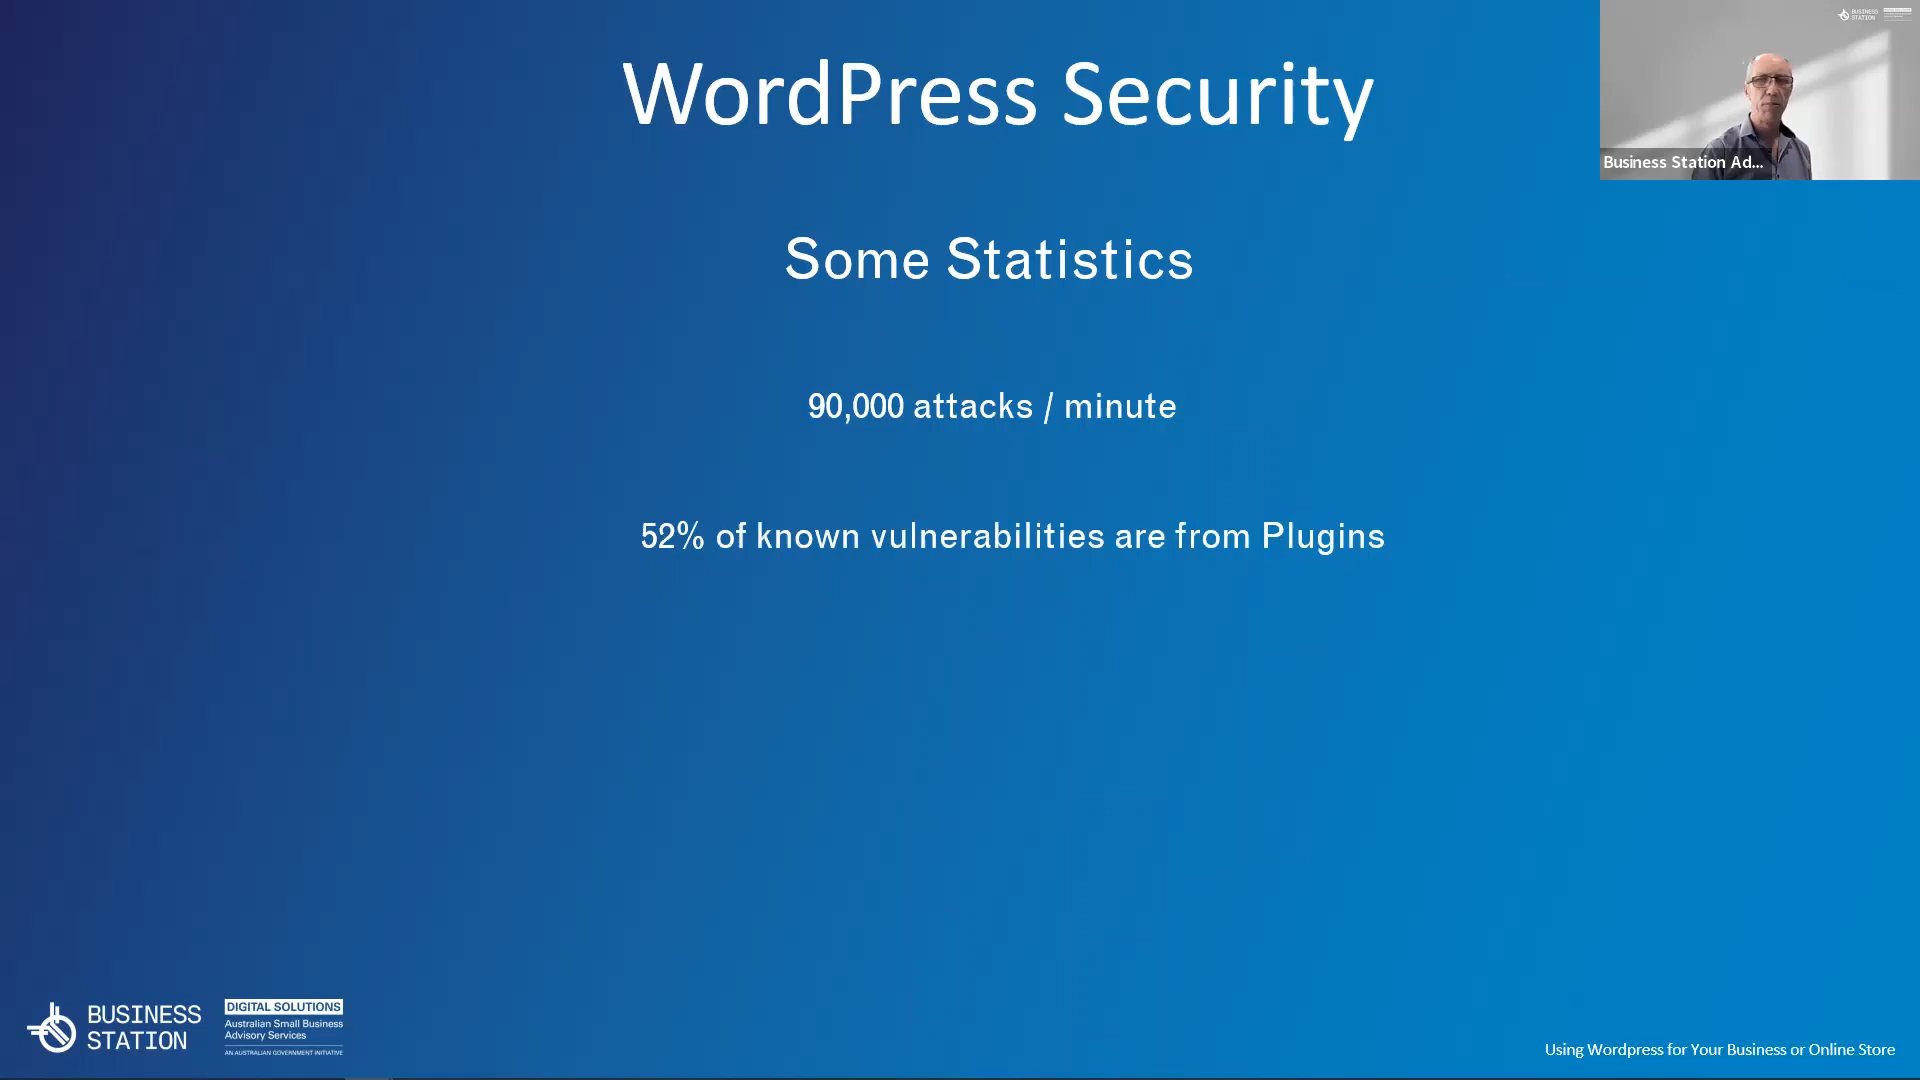 WordPress Security
BUSINESS
STATION
Business Station Ad...
Some Statistics
90,000 attacks / minute
52% of known vulnerabilities are from Plugins
BUSINESS
STATION
DIGITAL SOLUTIONS
Australian Small Business
Advisory Services
AN AUSTRALIAN GOVERNMENT INITIATIVE
Using Wordpress for Your Business or Online Store